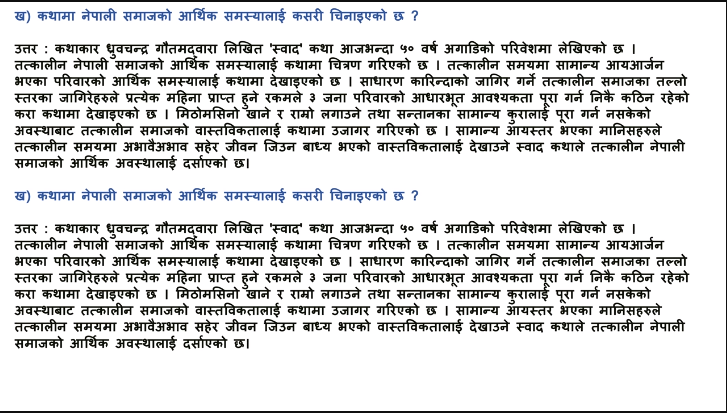 ख) कथामा नेपाली समाजको आर्थिक समस्यालाई कसरी चिनाइएको छ ?
उत्तर : कथाकार धुवचन्द्र गौतमद्वारा लिखित 'स्वाद' कथा आजभन्दा ५० वर्ष अगाडिको परिवेशमा लेखिएको छ ।
तत्कालीन नेपाली समाजको आर्थिक समस्यालाई कथामा चित्रण गरिएको छ । तत्कालीन समयमा सामान्य आयआर्जन
भएका परिवारको आर्थिक समस्यालाई कथामा देखाइएको छ । साधारण कारिन्दाको जागिर गर्ने तत्कालीन समाजका तल्लो
स्तरका जागिरेहरुले प्रत्येक महिना प्राप्त हुने रकमले ३ जना परिवारको आधारभूत आवश्यकता पूरा गर्न निकै कठिन रहेको
करा कथामा देखाइएको छ । मिठोमसिनो खाने र राम्रो लगाउने तथा सन्तानका सामान्य कुरालाई पूरा गर्न नसकेको
अवस्थाबाट तत्कालीन समाजको वास्तविकतालाई कथामा उजागर गरिएको छ । सामान्य आयस्तर भएका मानिसहरुले
तत्कालीन समयमा अभावैअभाव सहेर जीवन जिउन बाध्य भएको वास्तविकतालाई देखाउने स्वाद कथाले तत्कालीन नेपाली
समाजको आर्थिक अवस्थालाई दर्साएको छ।
ख) कथामा नेपाली समाजको आर्थिक समस्यालाई कसरी चिनाइएको छ ?
उत्तर : कथाकार धुवचन्द्र गौतमद्वारा लिखित 'स्वाद' कथा आजभन्दा ५० वर्ष अगाडिको परिवेशमा लेखिएको छ ।
तत्कालीन नेपाली समाजको आर्थिक समस्यालाई कथामा चित्रण गरिएको छ । तत्कालीन समयमा सामान्य आयआर्जन
भएका परिवारको आर्थिक समस्यालाई कथामा देखाइएको छ । साधारण कारिन्दाको जागिर गर्ने तत्कालीन समाजका तल्लो
स्तरका जागिरेहरुले प्रत्येक महिना प्राप्त हुने रकमले ३ जना परिवारको आधारभूत आवश्यकता पूरा गर्न निकै कठिन रहेको
करा कथामा देखाइएको छ । मिठोमसिनो खाने र राम्रो लगाउने तथा सन्तानका सामान्य कुरालाई पूरा गर्न नसकेको
अवस्थाबाट तत्कालीन समाजको वास्तविकतालाई कथामा उजागर गरिएको छ । सामान्य आयस्तर भएका मानिसहरुले
तत्कालीन समयमा अभावैअभाव सहेर जीवन जिउन बाध्य भएको वास्तविकतालाई देखाउने स्वाद कथाले तत्कालीन नेपाली
समाजको आर्थिक अवस्थालाई दर्साएको छ।